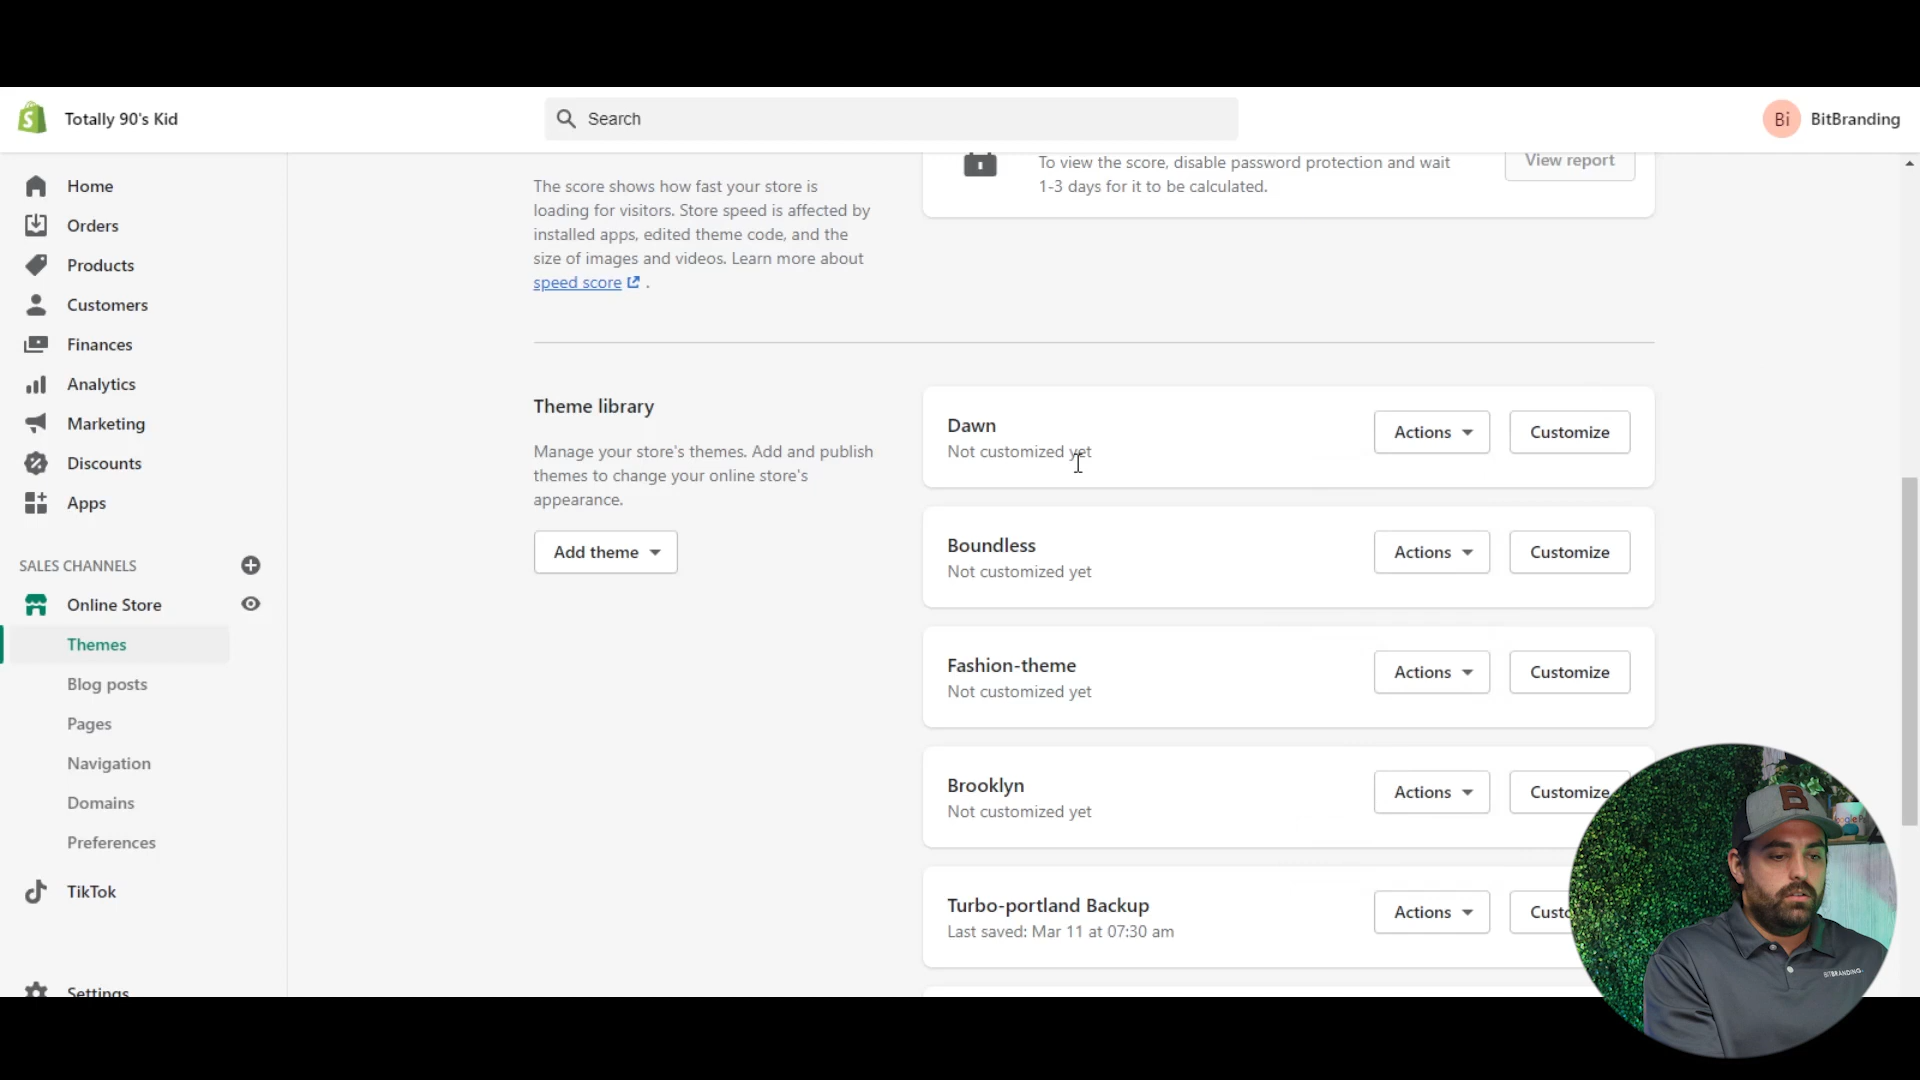 Totally 90's Kid
Search
Bi
BitBranding
Home
Orders
Products
Customers
Finances
Analytics
Marketing
Discounts
Apps
SALES CHANNELS
Online Store
Themes
Blog posts
Pages
Navigation
Domains
Preferences
TikTok
Settings
The score shows how fast your store is
loading for visitors. Store speed is affected by
installed apps, edited theme code, and the
size of images and videos. Learn more about
speed score .
To view the score, disable password protection and wait
1-3 days for it to be calculated.
View report
Theme library
Manage your store's themes. Add and publish
themes to change your online store's
appearance.
Add theme
Dawn
Not customized yet
Actions
Customize
Boundless
Not customized yet
Actions
Customize
Fashion-theme
Not customized yet
Actions
Customize
Brooklyn
Not customized yet
Actions
Customize
Turbo-portland Backup
Last saved: Mar 11 at 07:30 am
Actions
Custo
BITBRANDING